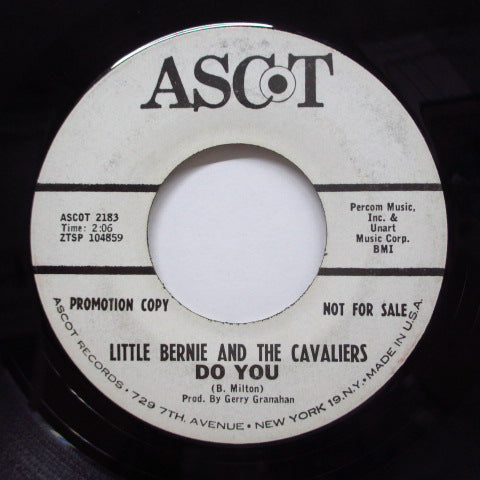 ASCOT
ASCOT 2183
Time: 2:06
ZTSP 104859
Percom Music,
Inc. &
Unart
Music Corp.
BMI
PROMOTION COPY
NOT FOR SALE
LITTLE BERNIE AND THE CAVALIERS
DO YOU
(B. Milton)
Prod. By Gerry Granahan
ASCOT RECORDS • 729 7TH. AVENUE • NEW YORK 19.N.Y. • MADE IN U.S.A.